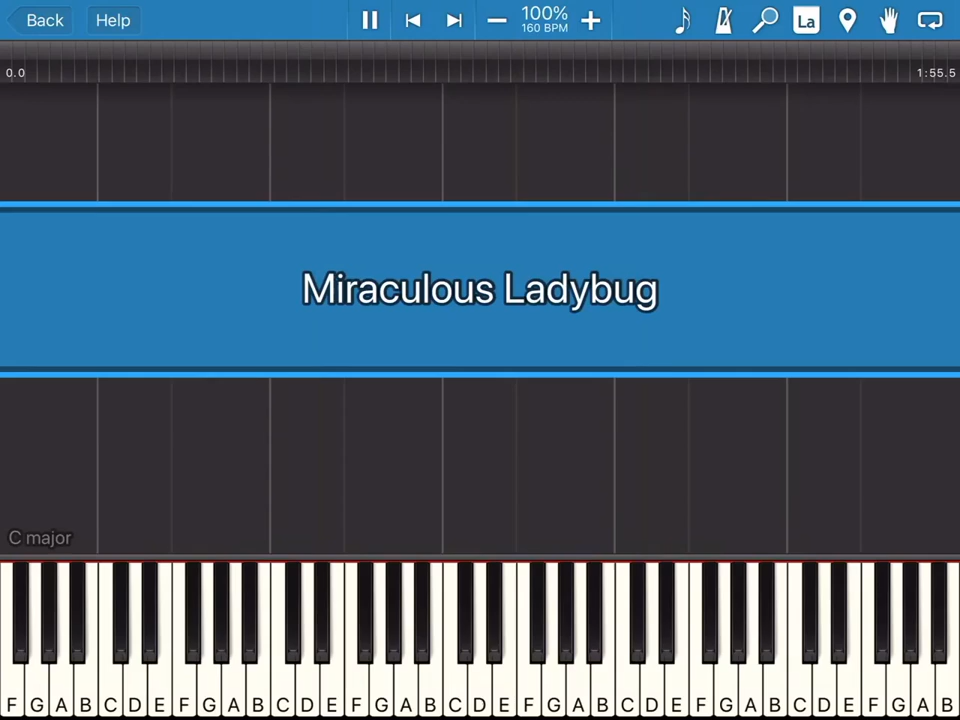 Back Help 100% La
160 BPM
0.0 1:55.5
Miraculous Ladybug
C major
F G A B C D E F G A B C D E F G A B C D E F G A B C D E F G A B C D E F G A B